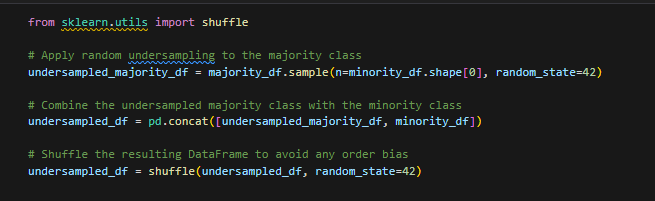 from sklearn.utils import shuffle
# Apply random undersampling to the majority class
undersampled_majority_df = majority_df.sample(n=minority_df.shape[0], random_state=42)
# Combine the undersampled majority class with the minority class
undersampled_df = pd.concat([undersampled_majority_df, minority_df])
# Shuffle the resulting DataFrame to avoid any order bias
undersampled_df = shuffle(undersampled_df, random_state=42)